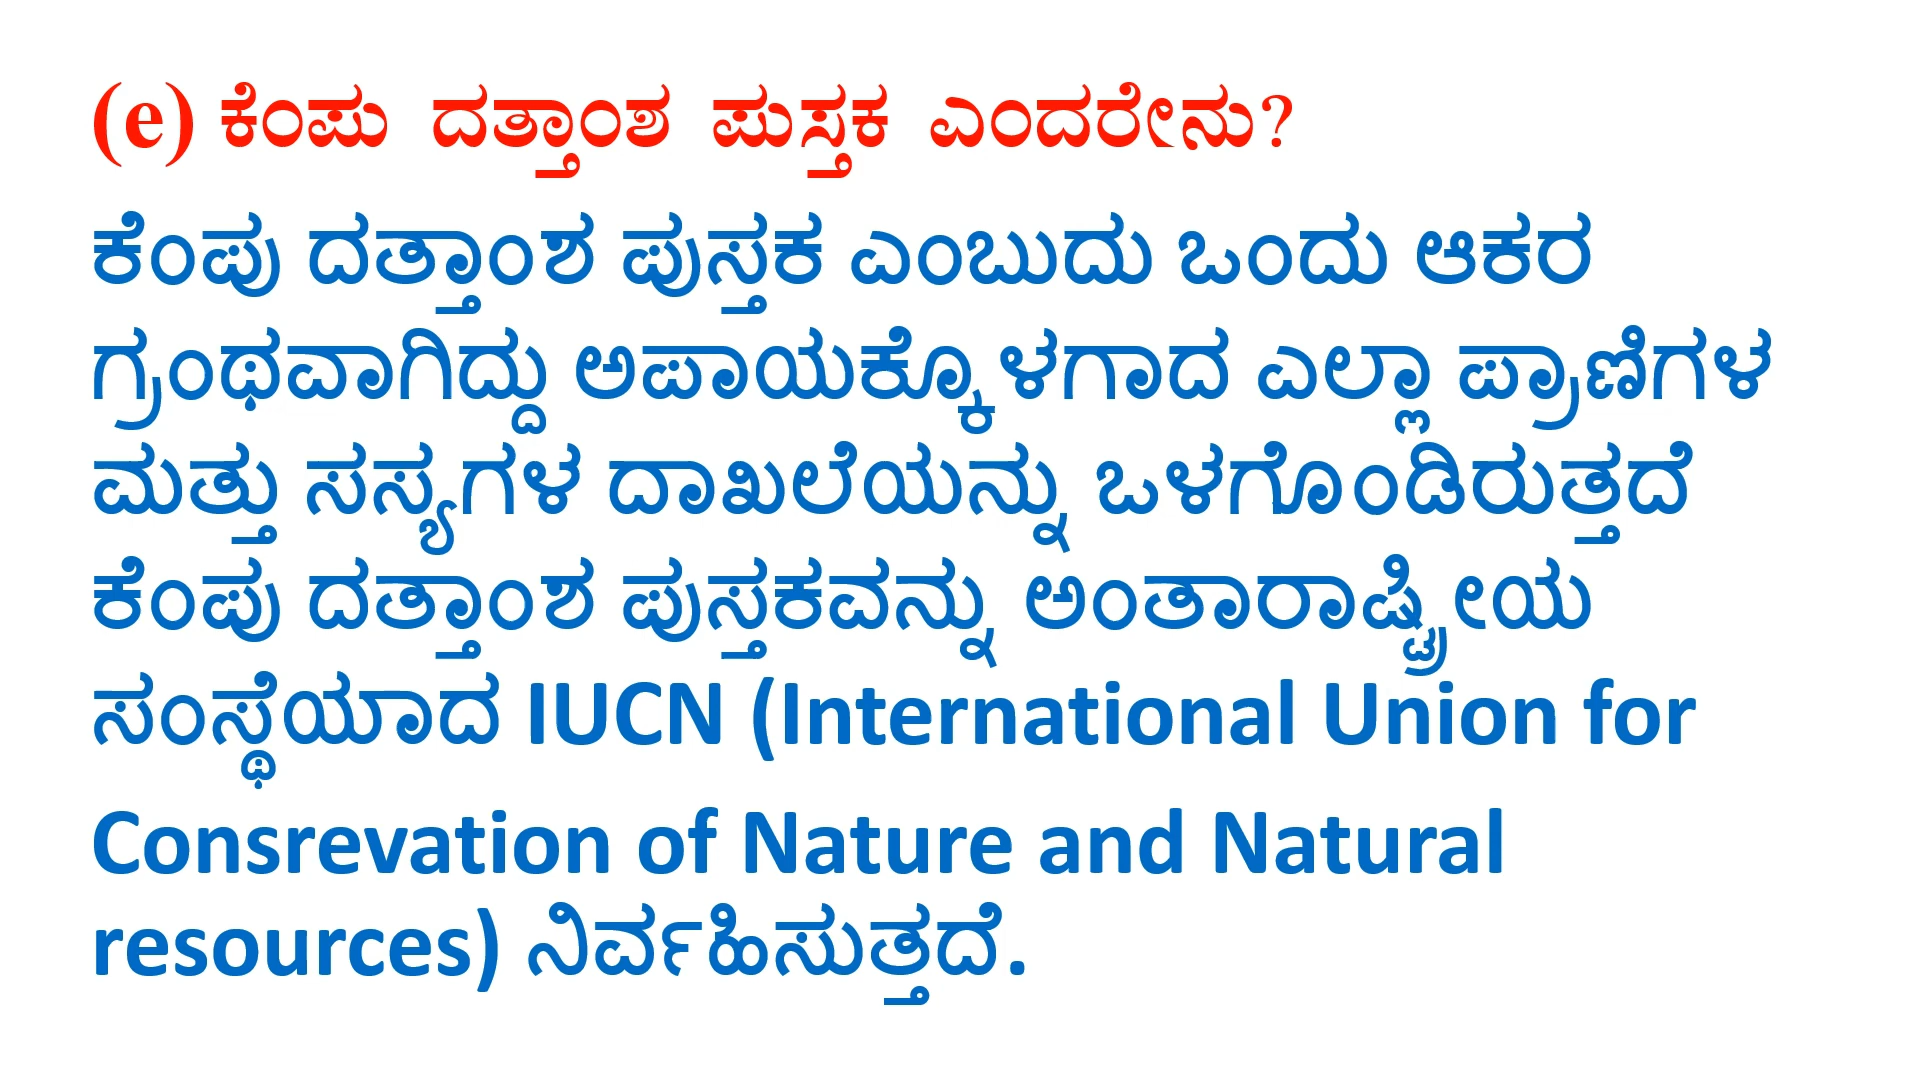 (e) ಕೆಂಪು ದತ್ತಾಂಶ ಪುಸ್ತಕ ಎಂದರೇನು?
ಕೆಂಪು ದತ್ತಾಂಶ ಪುಸ್ತಕ ಎಂಬುದು ಒಂದು ಆಕರ
ಗ್ರಂಥವಾಗಿದ್ದು ಅಪಾಯಕ್ಕೊಳಗಾದ ಎಲ್ಲಾ ಪ್ರಾಣಿಗಳ
ಮತ್ತು ಸಸ್ಯಗಳ ದಾಖಲೆಯನ್ನು ಒಳಗೊಂಡಿರುತ್ತದೆ
ಕೆಂಪು ದತ್ತಾಂಶ ಪುಸ್ತಕವನ್ನು ಅಂತಾರಾಷ್ಟ್ರೀಯ
ಸಂಸ್ಥೆಯಾದ IUCN (International Union for
Consrevation of Nature and Natural
resources) ನಿರ್ವಹಿಸುತ್ತದೆ.